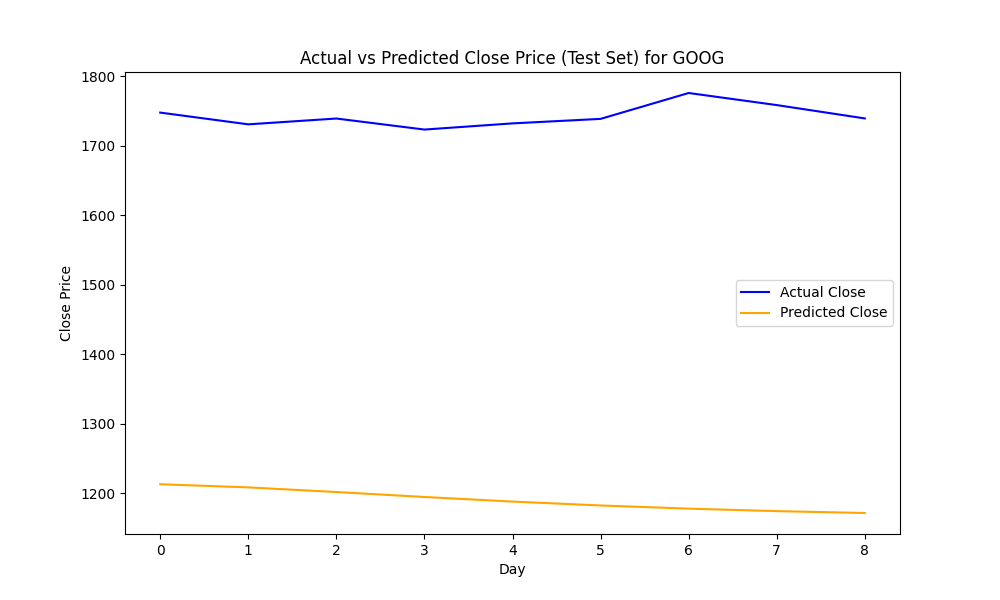 Actual vs Predicted Close Price (Test Set) for GOOG
Close Price
1800
1700
1600
1500
1400
1300
1200
Actual Close
Predicted Close
0 1 2 3 4 5 6 7 8
Day